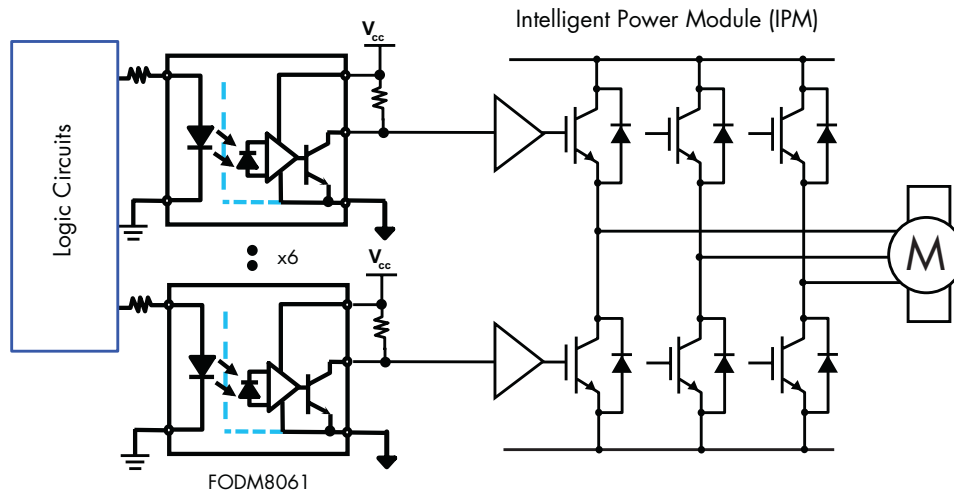 Intelligent Power Module (IPM)
Vcc
Logic Circuits
x6
Vcc
M
FODM8061